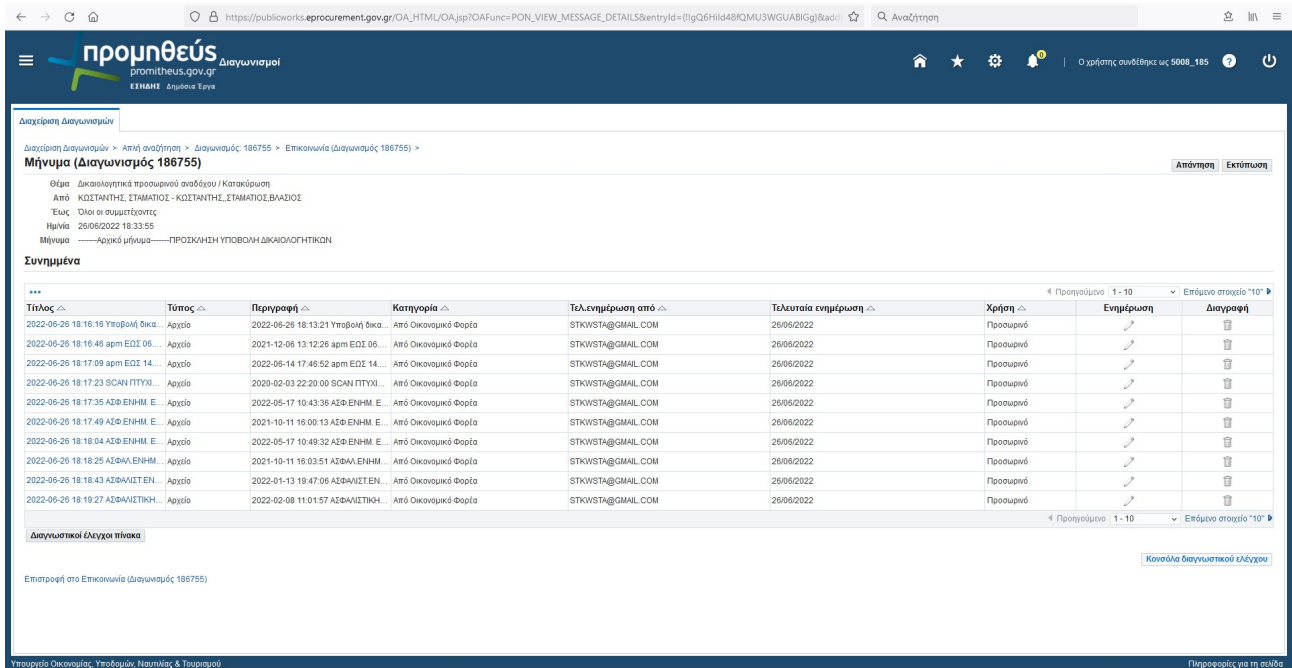 https://publicworks.eprocurement.gov.gr/OA_HTML/OA.jsp?OAFunc=PON_VIEW_MESSAGE_DETAILS&entryId= Αναζήτηση
προμηθεύς Διαγωνισμοί
promitheus.gov.gr
ΕΣΗΔΗΣ Δημόσια Έργα
0 | Ο χρήστης συνδέθηκε ως 5008_185 ?
Διαχείριση Διαγωνισμών
Διαχείριση Διαγωνισμών > Απλή αναζήτηση > Διαγωνισμός: 186755 > Επικοινωνία (Διαγωνισμός 186755) >
Μήνυμα (Διαγωνισμός 186755)
Απάντηση Εκτύπωση
Θέμα Δικαιολογητικά προσωρινού αναδόχου / Κατακύρωση
Από ΚΩΣΤΑΝΤΗΣ, ΣΤΑΜΑΤΙΟΣ - ΚΩΣΤΑΝΤΗΣ,,ΣΤΑΜΑΤΙΟΣ,ΒΛΑΣΙΟΣ
Έως Όλοι οι συμμετέχοντες
Ημ/νία 26/06/2022 18:33:55
Μήνυμα -------Αρχικό μήνυμα-------ΠΡΟΣΚΛΗΣΗ ΥΠΟΒΟΛΗ ΔΙΚΑΙΟΛΟΓΗΤΙΚΩΝ
Συνημμένα
... Προηγούμενο 1 - 10 Επόμενο στοιχείο "10"
Τίτλος Τύπος Περιγραφή Κατηγορία Τελ.ενημέρωση από Τελευταία ενημέρωση Χρήση Ενημέρωση Διαγραφή
2022-06-26 18:16:16 Υποβολή δικα... Αρχείο 2022-06-26 18:13:21 Υποβολή δικα... Από Οικονομικό Φορέα STKWSTA@GMAIL.COM 26/06/2022 Προσωρινό
2022-06-26 18:16:46 apm ΕΩΣ 06.... Αρχείο 2021-12-06 13:12:26 apm ΕΩΣ 06.... Από Οικονομικό Φορέα STKWSTA@GMAIL.COM 26/06/2022 Προσωρινό
2022-06-26 18:17:09 apm ΕΩΣ 14.... Αρχείο 2022-06-14 17:46:52 apm ΕΩΣ 14.... Από Οικονομικό Φορέα STKWSTA@GMAIL.COM 26/06/2022 Προσωρινό
2022-06-26 18:17:23 SCAN ΠΤΥΧΙ... Αρχείο 2020-02-03 22:20:00 SCAN ΠΤΥΧΙ... Από Οικονομικό Φορέα STKWSTA@GMAIL.COM 26/06/2022 Προσωρινό
2022-06-26 18:17:35 ΑΣΦ.ΕΝΗΜ. Ε... Αρχείο 2022-05-17 10:43:36 ΑΣΦ.ΕΝΗΜ. Ε... Από Οικονομικό Φορέα STKWSTA@GMAIL.COM 26/06/2022 Προσωρινό
2022-06-26 18:17:49 ΑΣΦ.ΕΝΗΜ. Ε... Αρχείο 2021-10-11 16:00:13 ΑΣΦ.ΕΝΗΜ. Ε... Από Οικονομικό Φορέα STKWSTA@GMAIL.COM 26/06/2022 Προσωρινό
2022-06-26 18:18:04 ΑΣΦ.ΕΝΗΜ. Ε... Αρχείο 2022-05-17 10:49:32 ΑΣΦ.ΕΝΗΜ. Ε... Από Οικονομικό Φορέα STKWSTA@GMAIL.COM 26/06/2022 Προσωρινό
2022-06-26 18:18:25 ΑΣΦΑΛ.ΕΝΗΜ... Αρχείο 2021-10-11 16:03:51 ΑΣΦΑΛ.ΕΝΗΜ... Από Οικονομικό Φορέα STKWSTA@GMAIL.COM 26/06/2022 Προσωρινό
2022-06-26 18:18:43 ΑΣΦΑΛΙΣΤ.ΕΝ... Αρχείο 2022-01-13 19:47:06 ΑΣΦΑΛΙΣΤ.ΕΝ... Από Οικονομικό Φορέα STKWSTA@GMAIL.COM 26/06/2022 Προσωρινό
2022-06-26 18:19:27 ΑΣΦΑΛΙΣΤΙΚΗ... Αρχείο 2022-02-08 11:01:57 ΑΣΦΑΛΙΣΤΙΚΗ... Από Οικονομικό Φορέα STKWSTA@GMAIL.COM 26/06/2022 Προσωρινό
Προηγούμενο 1 - 10 Επόμενο στοιχείο "10"
Διαγνωστικοί έλεγχοι πίνακα
Κονσόλα διαγνωστικού ελέγχου
Επιστροφή στο Επικοινωνία (Διαγωνισμός 186755)
Υπουργείο Οικονομίας, Υποδομών, Ναυτιλίας & Τουρισμού Πληροφορίες για τη σελίδα